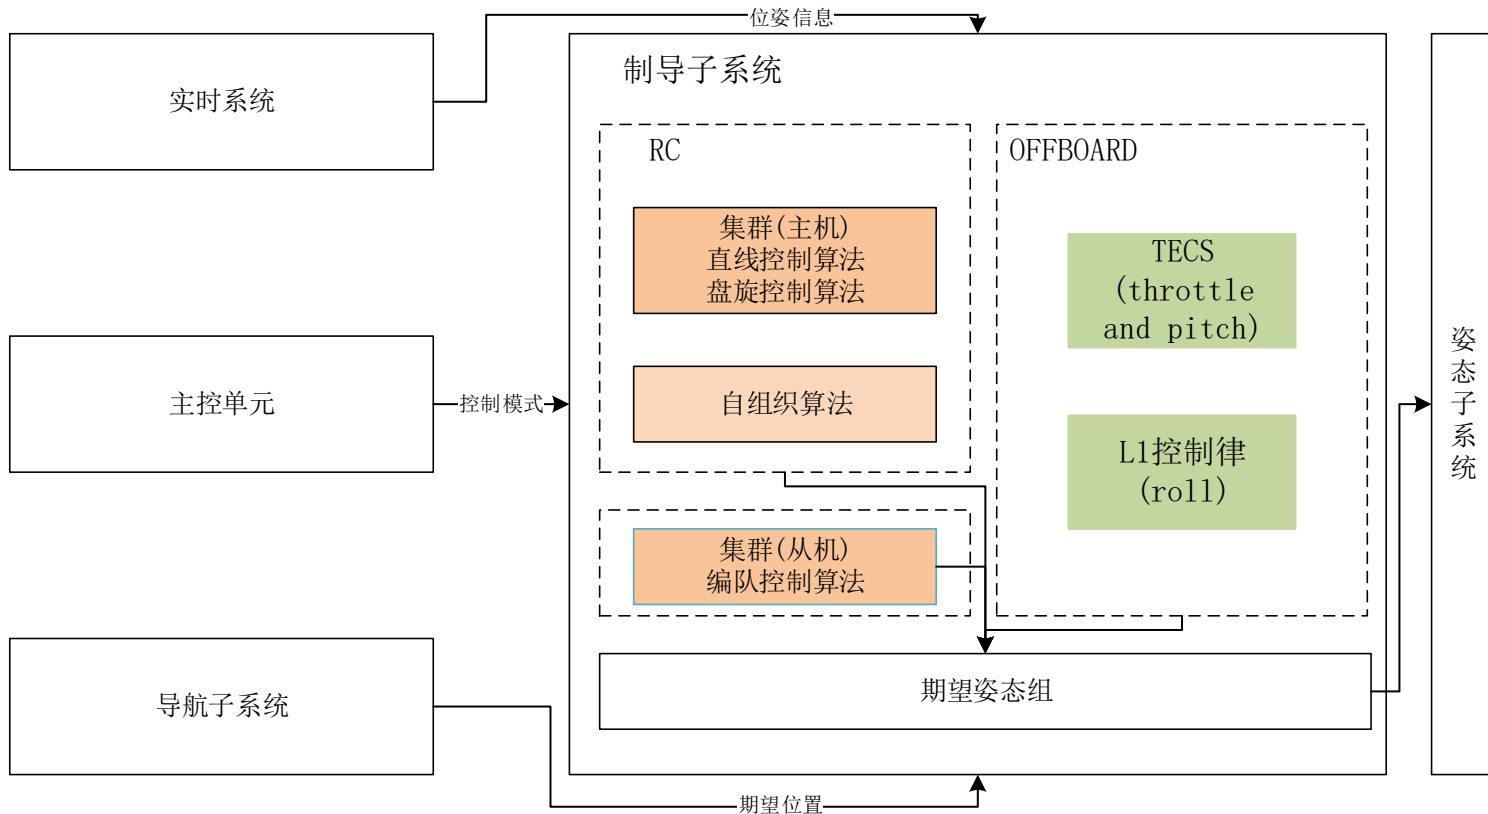 位姿信息
实时系统
制导子系统
RC
OFFBOARD
集群(主机)
直线控制算法
盘旋控制算法
TECS
(throttle
and pitch)
主控单元
控制模式
自组织算法
L1控制律
(roll)
姿态子系统
集群(从机)
编队控制算法
导航子系统
期望姿态组
期望位置